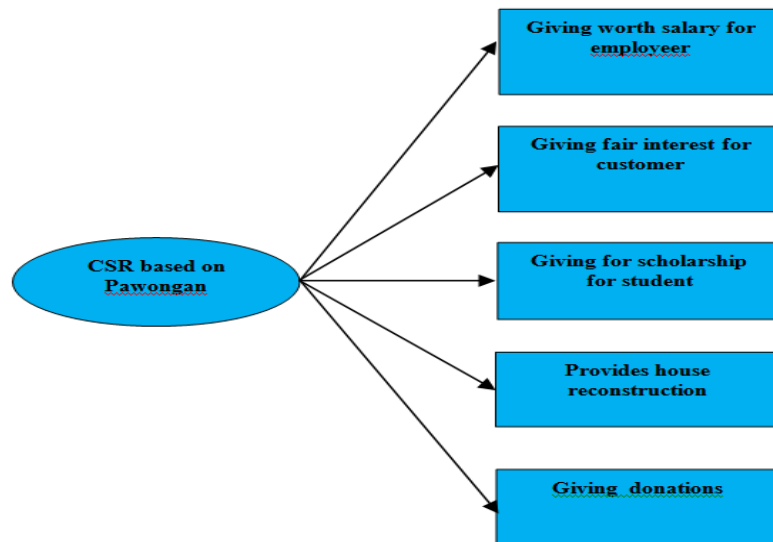 Giving worth salary for
employeer
Giving fair interest for
customer
CSR based on
Pawongan
Giving for scholarship
for student
Provides house
reconstruction
Giving donations